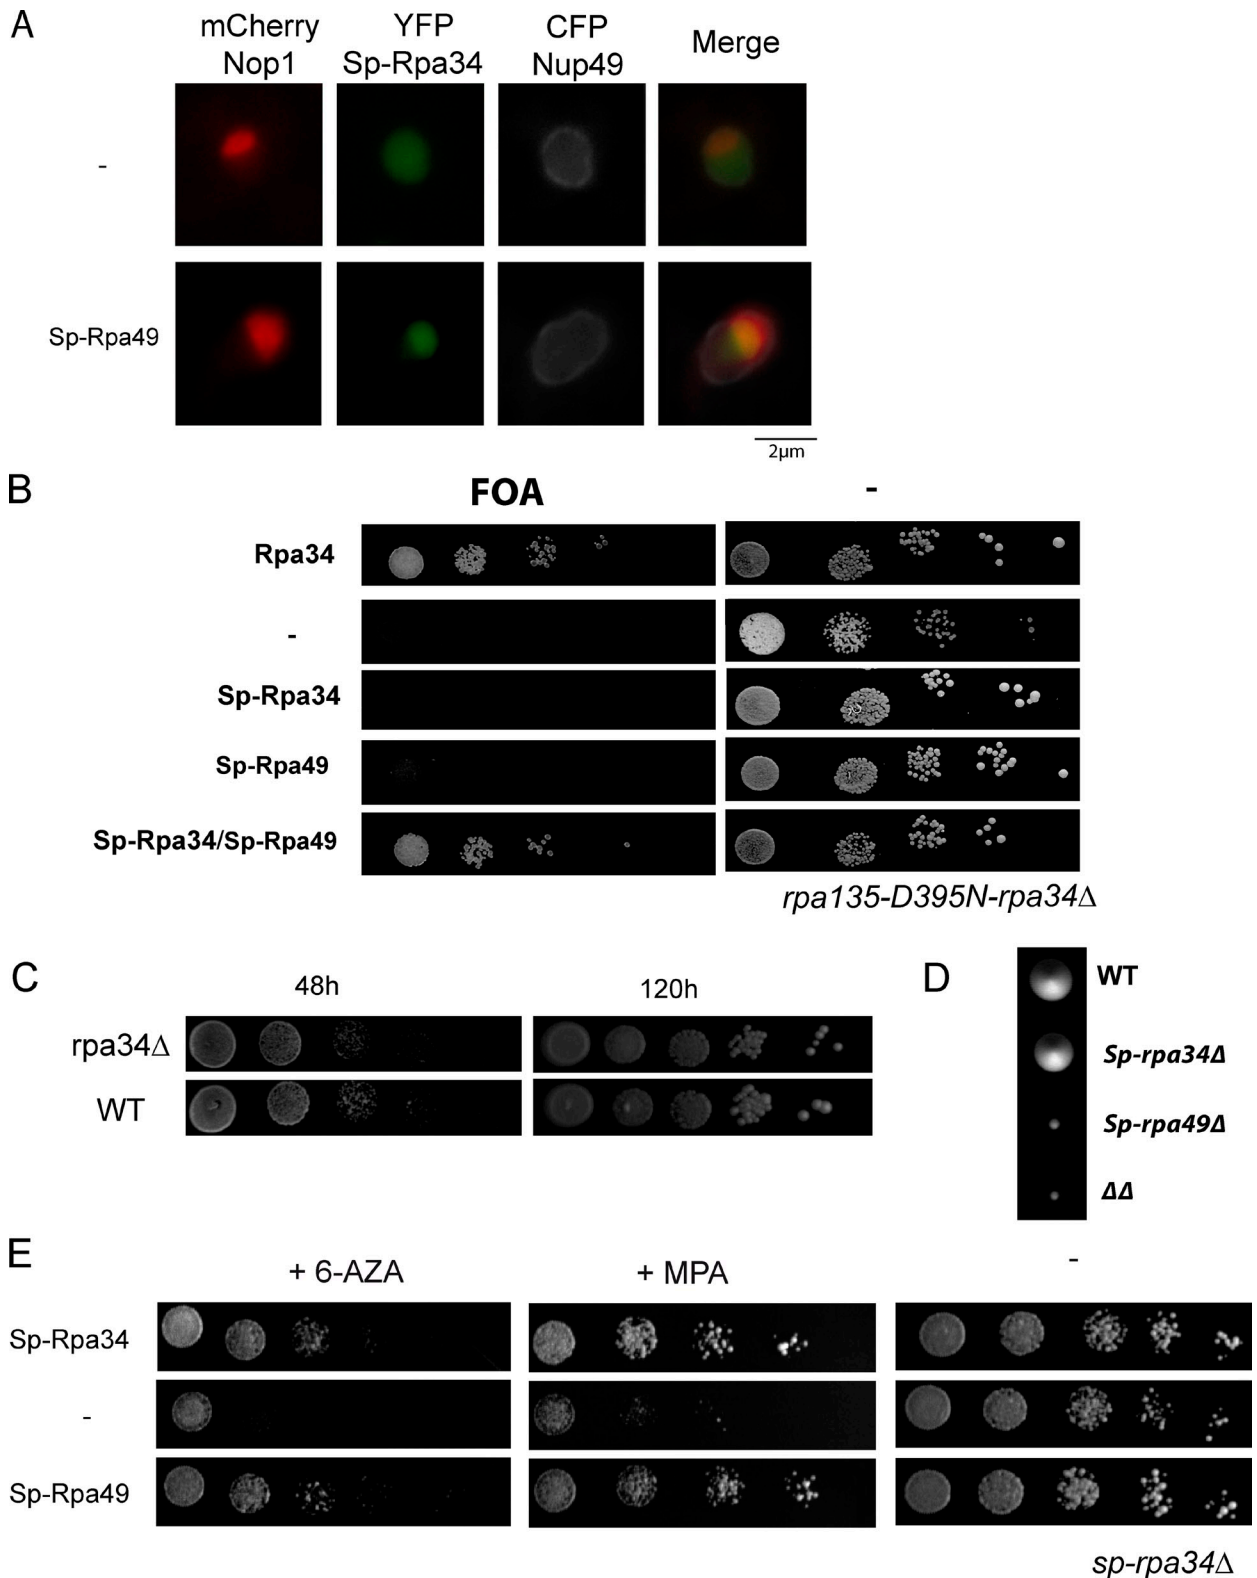 A
mCherry
Nop1
YFP
Sp-Rpa34
CFP
Nup49
Merge
-
Sp-Rpa49
2µm
B
FOA
-
Rpa34
-
Sp-Rpa34
Sp-Rpa49
Sp-Rpa34/Sp-Rpa49
rpa135-D395N-rpa34Δ
C
48h
120h
rpa34Δ
WT
D
WT
Sp-rpa34Δ
Sp-rpa49Δ
ΔΔ
E
+ 6-AZA
+ MPA
-
Sp-Rpa34
-
Sp-Rpa49
sp-rpa34Δ